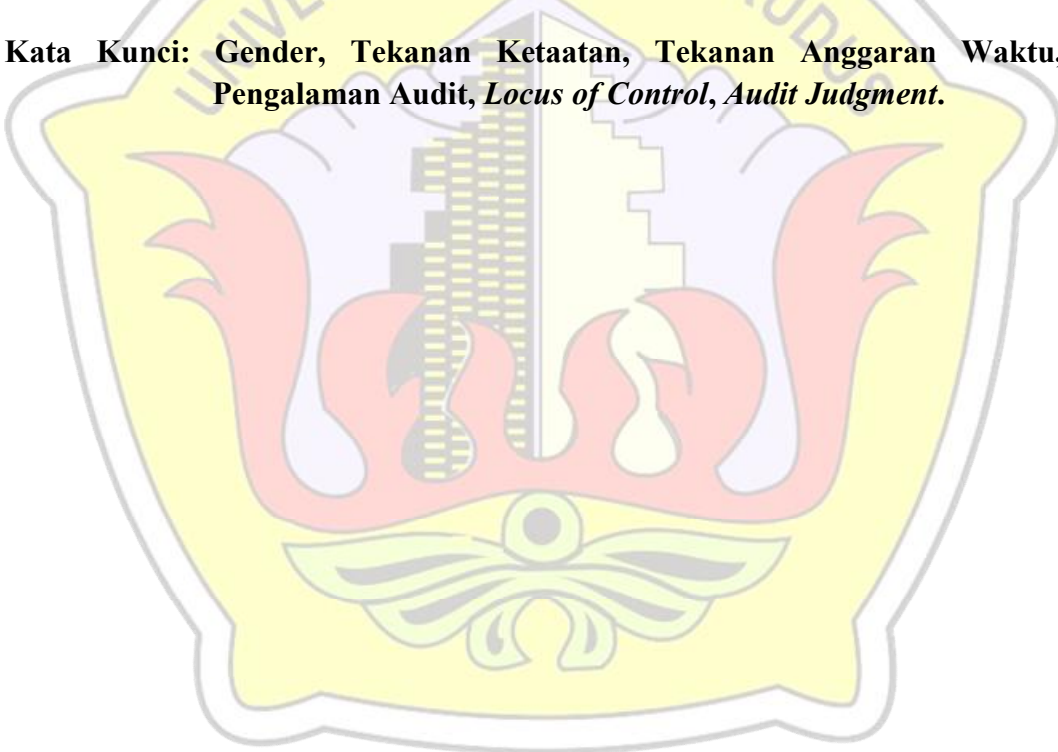 Kata Kunci: Gender, Tekanan Ketaatan, Tekanan Anggaran Waktu,
Pengalaman Audit, Locus of Control, Audit Judgment.